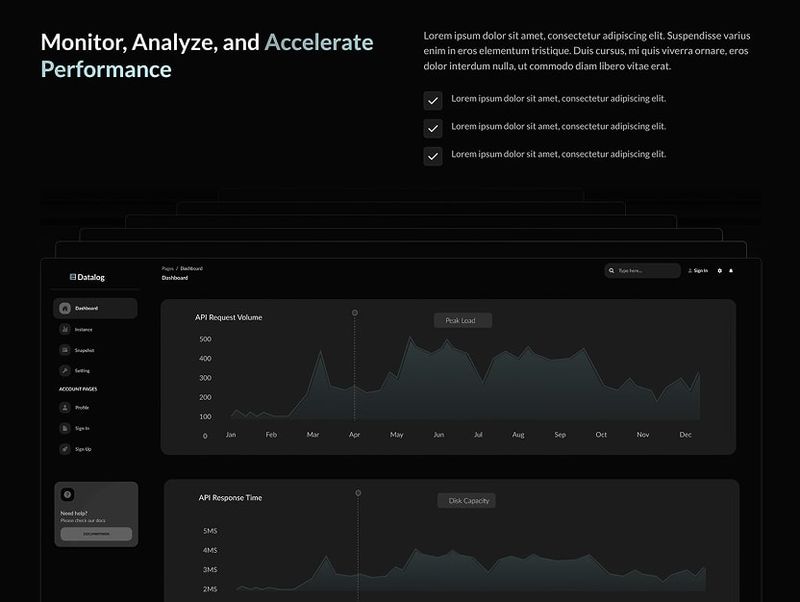 Monitor, Analyze, and Accelerate
Performance
Lorem ipsum dolor sit amet, consectetur adipiscing elit. Suspendisse varius
enim in eros elementum tristique. Duis cursus, mi quis viverra ornare, eros
dolor interdum nulla, ut commodo diam libero vitae erat.
Lorem ipsum dolor sit amet, consectetur adipiscing elit.
Lorem ipsum dolor sit amet, consectetur adipiscing elit.
Lorem ipsum dolor sit amet, consectetur adipiscing elit.
Datalog
Dashboard
Instance
Snapshot
Setting
ACCOUNT PAGES
Profile
Sign In
Sign Up
Need help?
Please check our docs
Pages / Dashboard
Dashboard
Type here...
Sign In
API Request Volume
Peak Load
500
400
300
200
100
0
Jan Feb Mar Apr May Jun Jul Aug Sep Oct Nov Dec
API Response Time
Disk Capacity
5MS
4MS
3MS
2MS